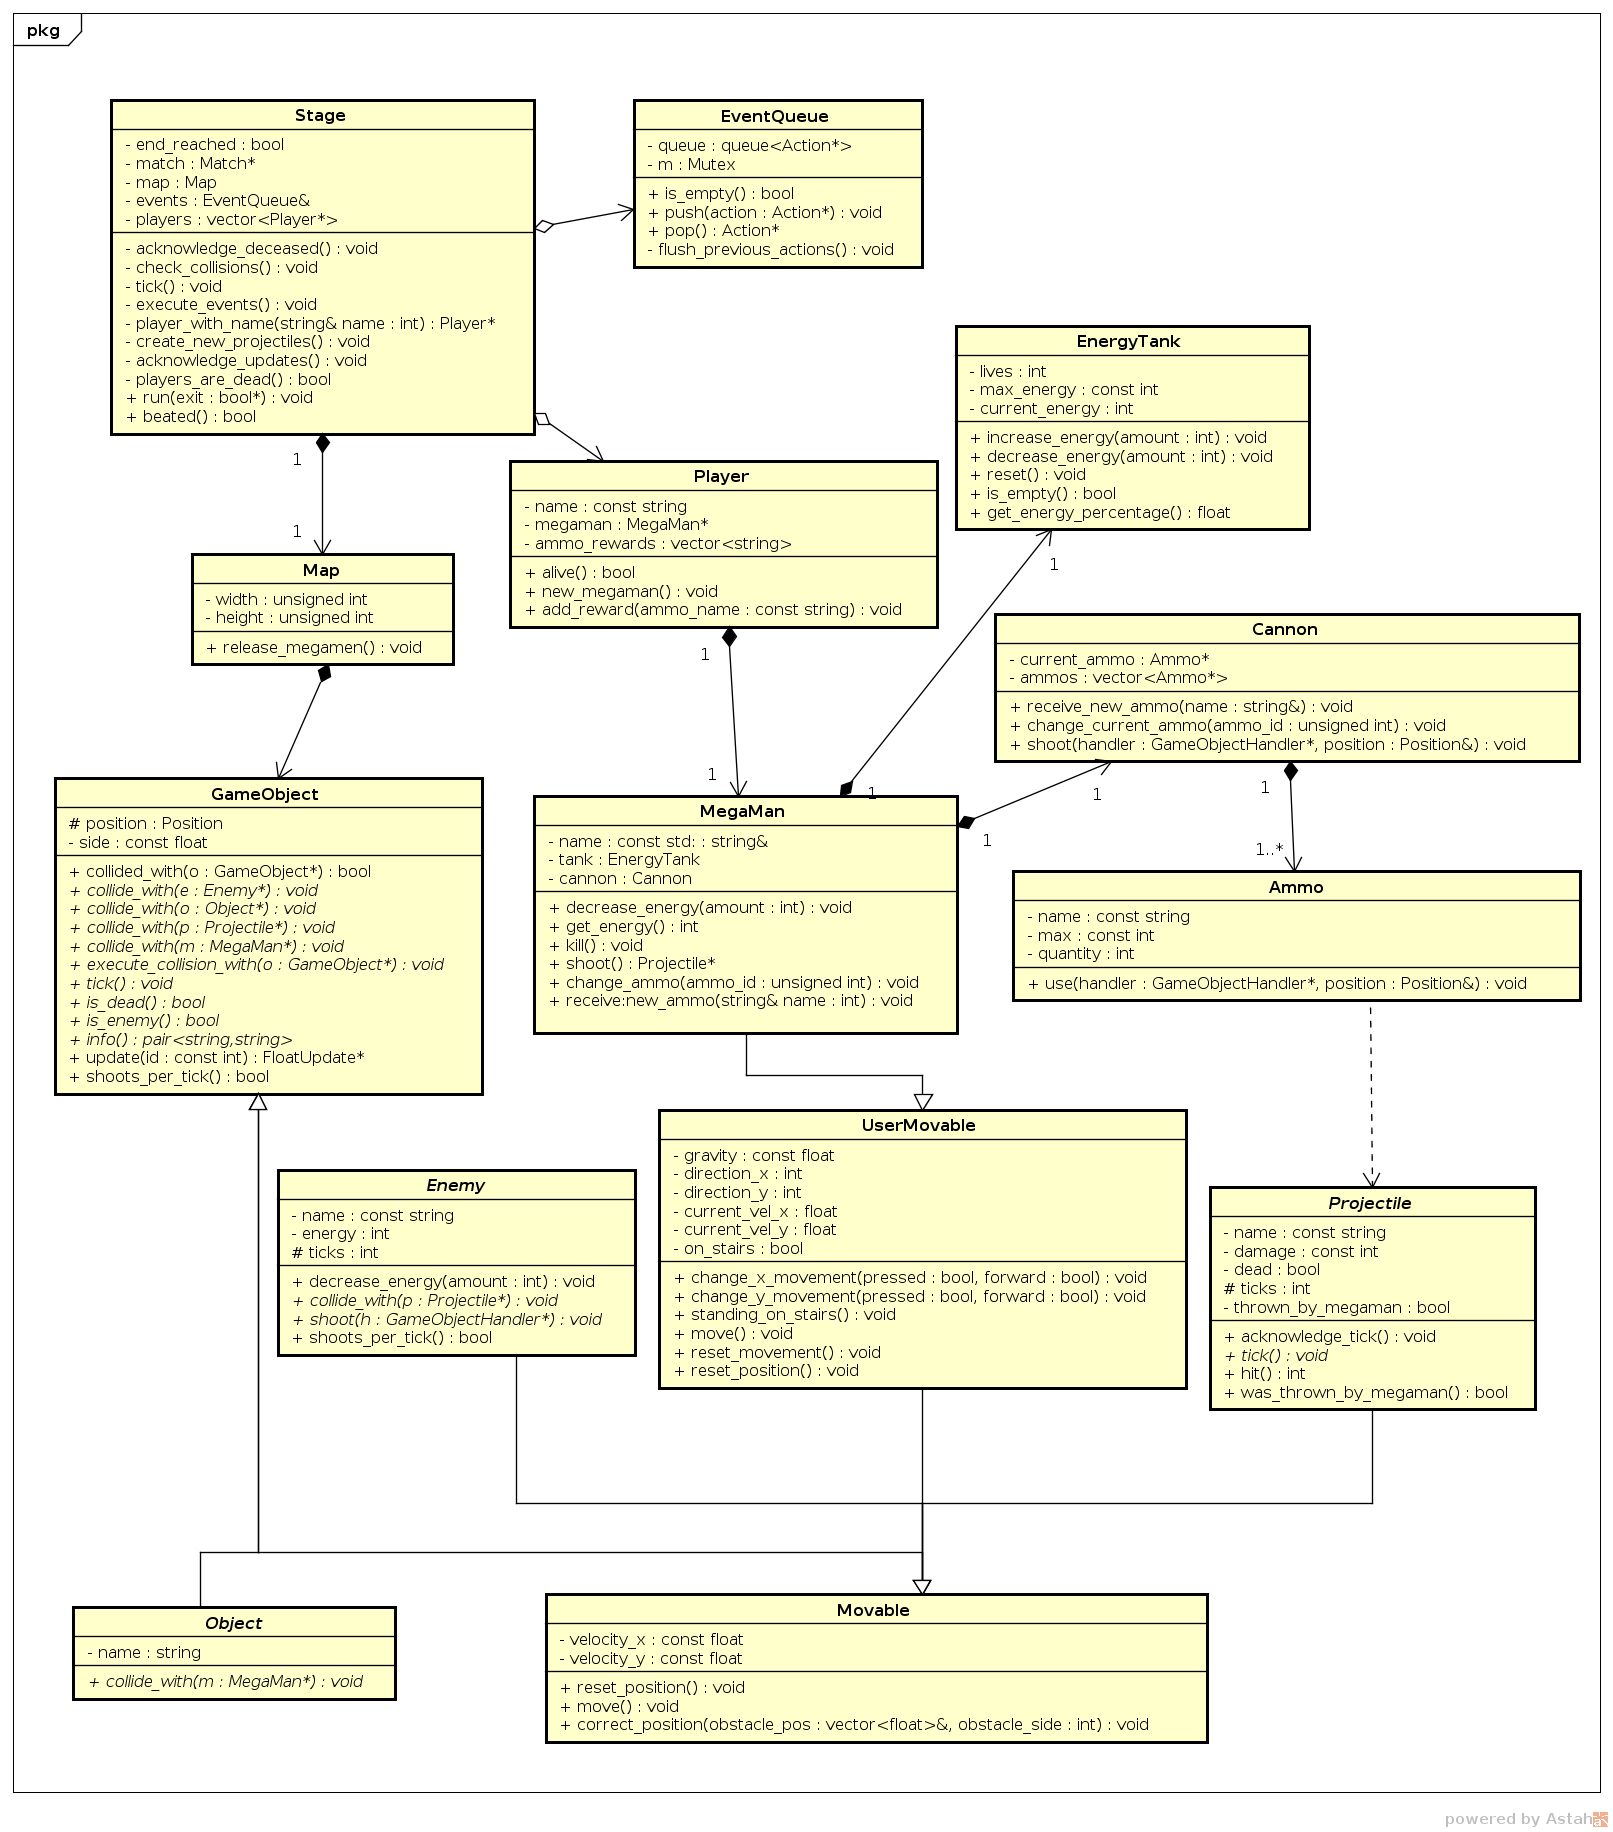 pkg
Stage
- end_reached : bool
- match : Match*
- map : Map
- events : EventQueue&
- players : vector<Player*>
- acknowledge_deceased() : void
- check_collisions() : void
- tick() : void
- execute_events() : void
- player_with_name(string& name : int) : Player*
- create_new_projectiles() : void
- acknowledge_updates() : void
- players_are_dead() : bool
+ run(exit : bool*) : void
+ beated() : bool
EventQueue
- queue : queue<Action*>
- m : Mutex
+ is_empty() : bool
+ push(action : Action*) : void
+ pop() : Action*
- flush_previous_actions() : void
EnergyTank
- lives : int
- max_energy : const int
- current_energy : int
+ increase_energy(amount : int) : void
+ decrease_energy(amount : int) : void
+ reset() : void
+ is_empty() : bool
+ get_energy_percentage() : float
1
1
Player
- name : const string
- megaman : MegaMan*
- ammo_rewards : vector<string>
+ alive() : bool
+ new_megaman() : void
+ add_reward(ammo_name : const string) : void
1
Map
- width : unsigned int
- height : unsigned int
+ release_megamen() : void
Cannon
- current_ammo : Ammo*
- ammos : vector<Ammo*>
+ receive_new_ammo(name : string&) : void
+ change_current_ammo(ammo_id : unsigned int) : void
+ shoot(handler : GameObjectHandler*, position : Position&) : void
1
1
1
1
1
1
1..*
GameObject
# position : Position
- side : const float
+ collided_with(o : GameObject*) : bool
+ collide_with(e : Enemy*) : void
+ collide_with(o : Object*) : void
+ collide_with(p : Projectile*) : void
+ collide_with(m : MegaMan*) : void
+ execute_collision_with(o : GameObject*) : void
+ tick() : void
+ is_dead() : bool
+ is_enemy() : bool
+ info() : pair<string,string>
+ update(id : const int) : FloatUpdate*
+ shoots_per_tick() : bool
MegaMan
- name : const std: : string&
- tank : EnergyTank
- cannon : Cannon
+ decrease_energy(amount : int) : void
+ get_energy() : int
+ kill() : void
+ shoot() : Projectile*
+ change_ammo(ammo_id : unsigned int) : void
+ receive:new_ammo(string& name : int) : void
Ammo
- name : const string
- max : const int
- quantity : int
+ use(handler : GameObjectHandler*, position : Position&) : void
Enemy
- name : const string
- energy : int
# ticks : int
+ decrease_energy(amount : int) : void
+ collide_with(p : Projectile*) : void
+ shoot(h : GameObjectHandler*) : void
+ shoots_per_tick() : bool
UserMovable
- gravity : const float
- direction_x : int
- direction_y : int
- current_vel_x : float
- current_vel_y : float
- on_stairs : bool
+ change_x_movement(pressed : bool, forward : bool) : void
+ change_y_movement(pressed : bool, forward : bool) : void
+ standing_on_stairs() : void
+ move() : void
+ reset_movement() : void
+ reset_position() : void
Projectile
- name : const string
- damage : const int
- dead : bool
# ticks : int
- thrown_by_megaman : bool
+ acknowledge_tick() : void
+ tick() : void
+ hit() : int
+ was_thrown_by_megaman() : bool
Object
- name : string
+ collide_with(m : MegaMan*) : void
Movable
- velocity_x : const float
- velocity_y : const float
+ reset_position() : void
+ move() : void
+ correct_position(obstacle_pos : vector<float>&, obstacle_side : int) : void
powered by Astah